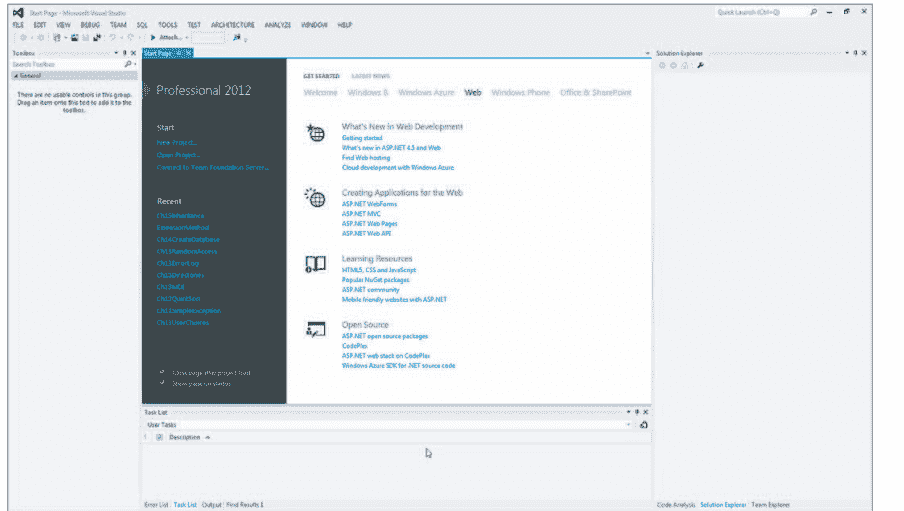 Start Page - Microsoft Visual Studio
Quick Launch (Ctrl+Q)
FILE EDIT VIEW DEBUG TEAM SQL TOOLS TEST ARCHITECTURE ANALYZE WINDOW HELP
Attach...
Toolbox
Search Toolbox
General
There are no usable controls in this group.
Drag an item onto this text to add it to the
toolbox.
Start Page
Professional 2012
Start
New Project...
Open Project...
Connect to Team Foundation Server...
Recent
Ch15Inheritance
ExtensionMethod
Ch14CreateDatabase
Ch13RandomAccess
Ch12Directory
Ch12MDI
Ch12QuickSort
Ch11UserClasses
Close page after project load
Show page on startup
GET STARTED LATEST NEWS
Welcome Windows 8 Windows Azure Web Windows Phone Office & SharePoint
What's New in Web Development
Getting started
What's new in ASP.NET 4.5 and Web
Find Web hosting
Cloud development with Windows Azure
Creating Applications for the Web
ASP.NET WebForms
ASP.NET MVC
ASP.NET Web Pages
ASP.NET Web API
Learning Resources
HTML5, CSS and JavaScript
Popular NuGet packages
ASP.NET community
Mobile friendly websites with ASP.NET
Open Source
ASP.NET open source packages
CodePlex
ASP.NET web stack on CodePlex
Windows Azure SDK for .NET source code
Solution Explorer
Task List
User Tasks
! Description
Error List Task List Output Find Results 1
Code Analysis Solution Explorer Team Explorer